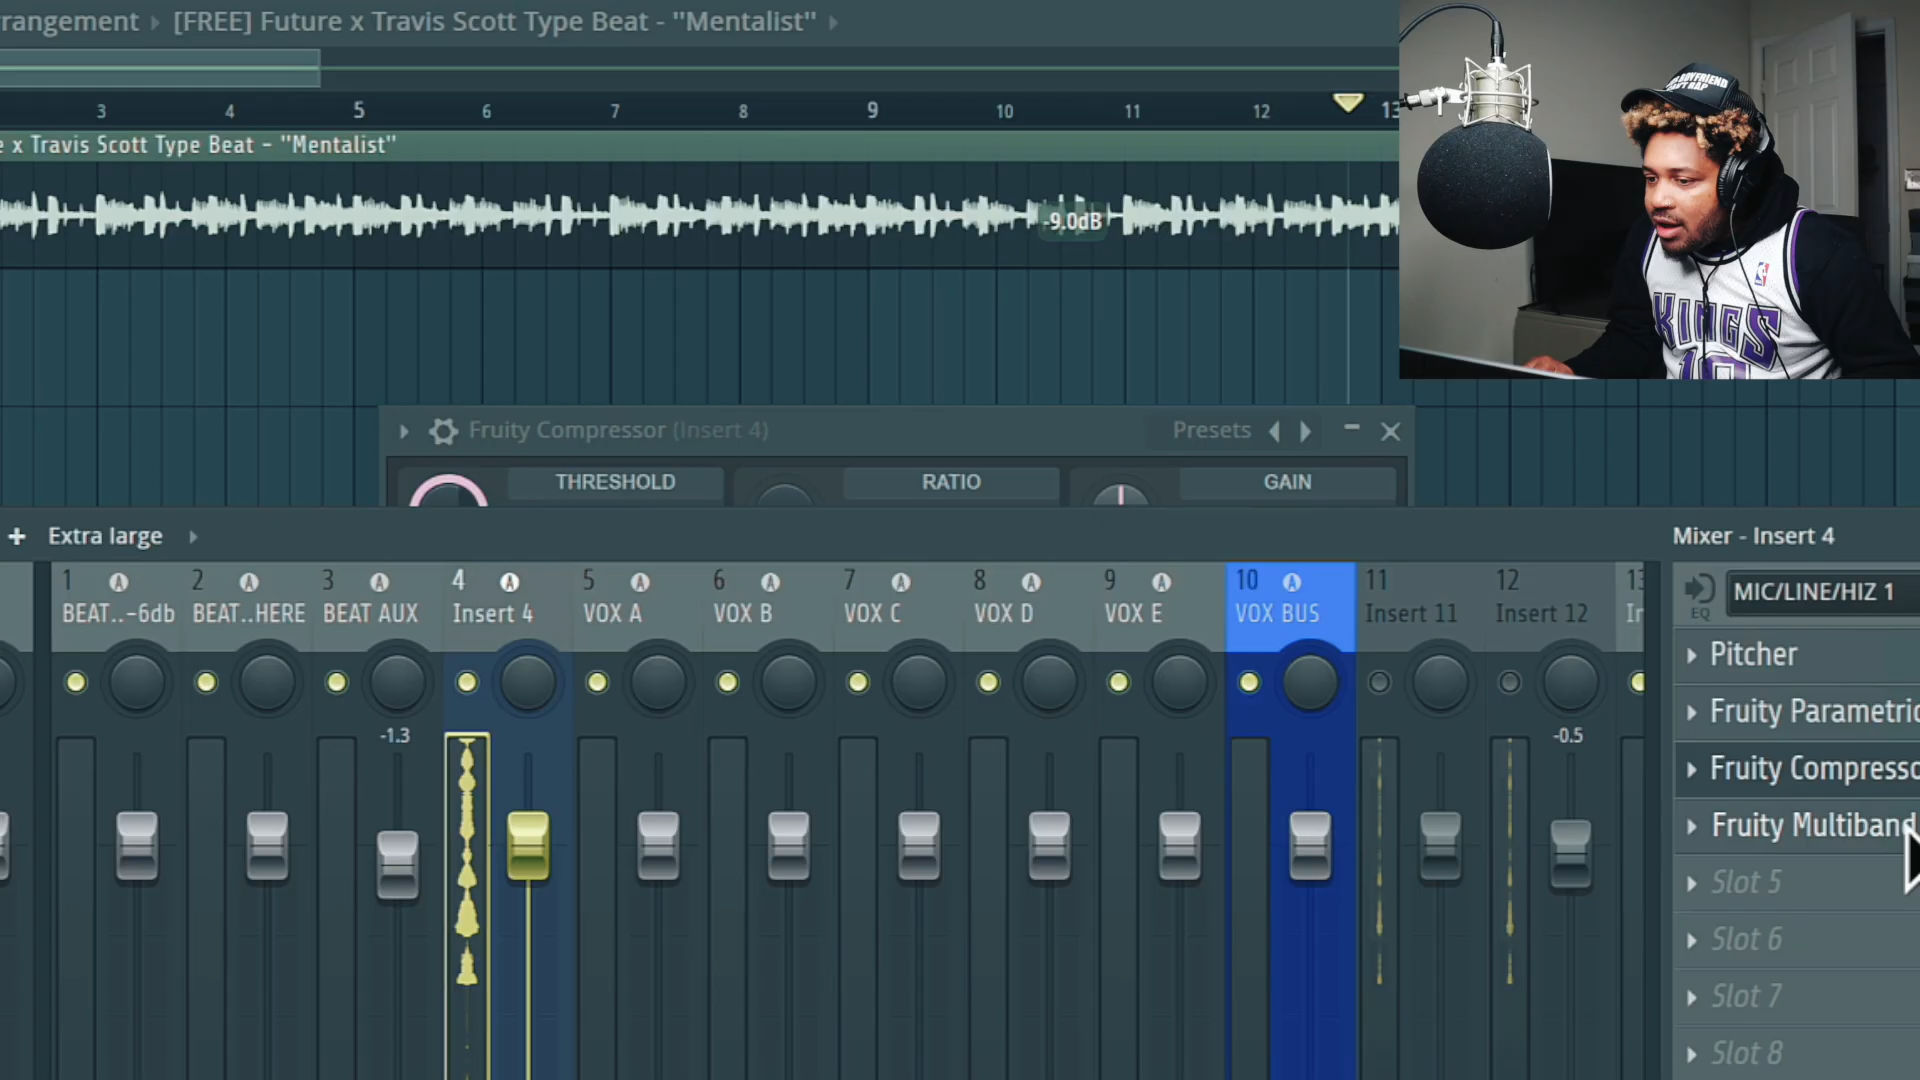 rangement [FREE] Future x Travis Scott Type Beat - "Mentalist"
3 4 5 6 7 8 9 10 11 12 13
e x Travis Scott Type Beat - "Mentalist"
-9.0dB
BOYFRIEND
RAP
KINGS
10
Fruity Compressor (Insert 4) Presets
THRESHOLD RATIO GAIN
+ Extra large
Mixer - Insert 4
1 A 2 A 3 A 4 A 5 A 6 A 7 A 8 A 9 A 10 A 11 12 13
BEAT..-6db BEAT..HERE BEAT AUX Insert 4 VOX A VOX B VOX C VOX D VOX E VOX BUS Insert 11 Insert 12 In
EQ
MIC/LINE/HIZ 1
-1.3
-0.5
Pitcher
Fruity Parametric
Fruity Compresso
Fruity Multiband
Slot 5
Slot 6
Slot 7
Slot 8